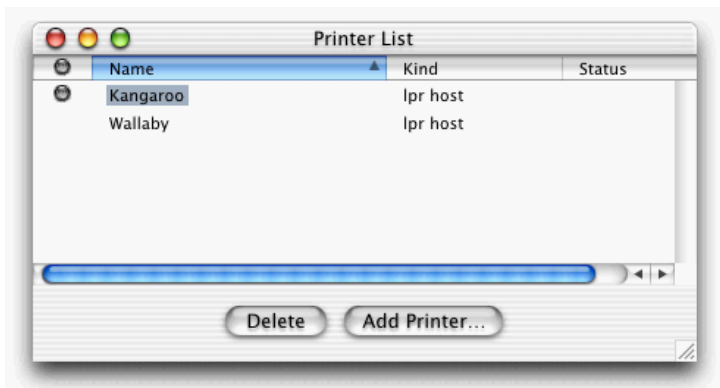 Printer List
Name Kind Status
Kangaroo lpr host
Wallaby lpr host
Delete Add Printer...